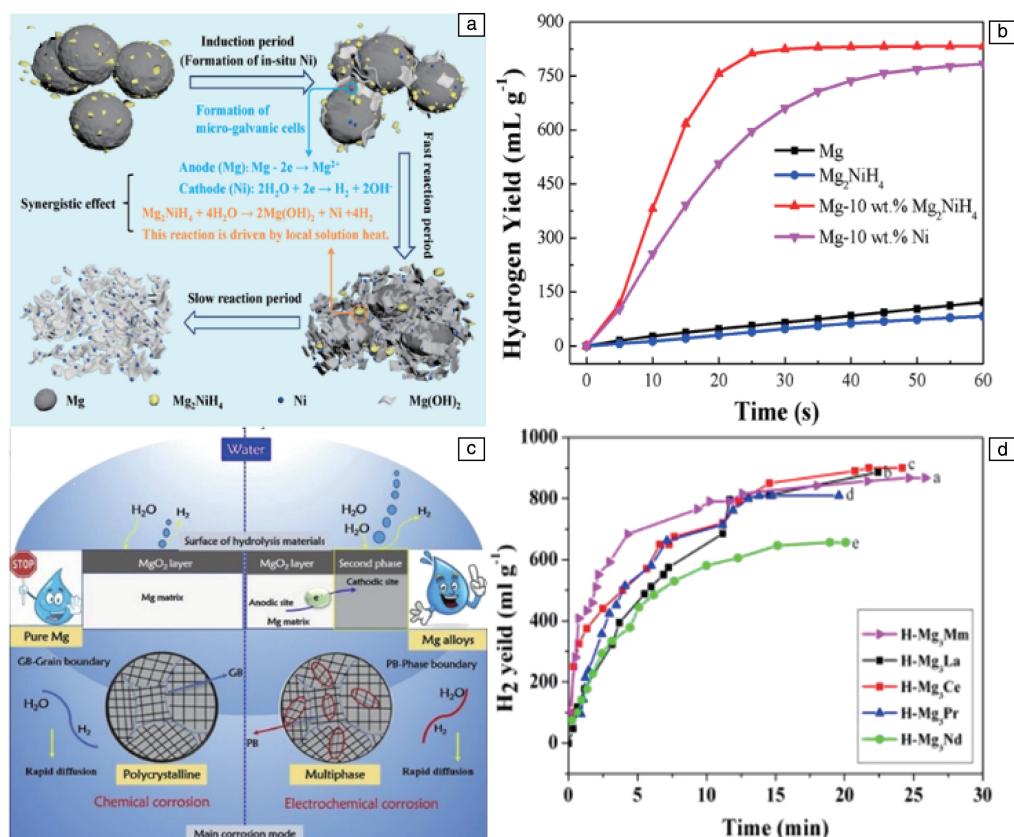 a
Induction period
(Formation of in-situ Ni)
Formation of
micro-galvanic cells
Fast reaction period
Anode (Mg): Mg - 2e → Mg²⁺
Cathode (Ni): 2H₂O + 2e → H₂ + 2OH⁻
Synergistic effect
Mg₂NiH₄ + 4H₂O → 2Mg(OH)₂ + Ni +4H₂
This reaction is driven by local solution heat.
Slow reaction period
Mg
Mg₂NiH₄
Ni
Mg(OH)₂
b
Hydrogen Yield (mL g⁻¹)
900
750
600
450
300
150
0
Mg
Mg₂NiH₄
Mg-10 wt.% Mg₂NiH₄
Mg-10 wt.% Ni
0 10 20 30 40 50 60
Time (s)
c
Water
H₂O
H₂
H₂O
H₂
Surface of hydrolysis materials
STOP
MgO₂ layer
MgO₂ layer
Second phase
Cathodic site
Mg matrix
e
Anodic site
Mg matrix
Pure Mg
Mg alloys
GB-Grain boundary
PB-Phase boundary
GB
H₂O
H₂
H₂O
H₂
PB
Rapid diffusion
Polycrystalline
Multiphase
Rapid diffusion
Chemical corrosion
Electrochemical corrosion
Main corrosion mode
d
H₂ yeild (ml g⁻¹)
1000
800
600
400
200
0
c
b
a
d
e
H-Mg₃Mm
H-Mg₃La
H-Mg₃Ce
H-Mg₃Pr
H-Mg₃Nd
0 5 10 15 20 25 30
Time (min)